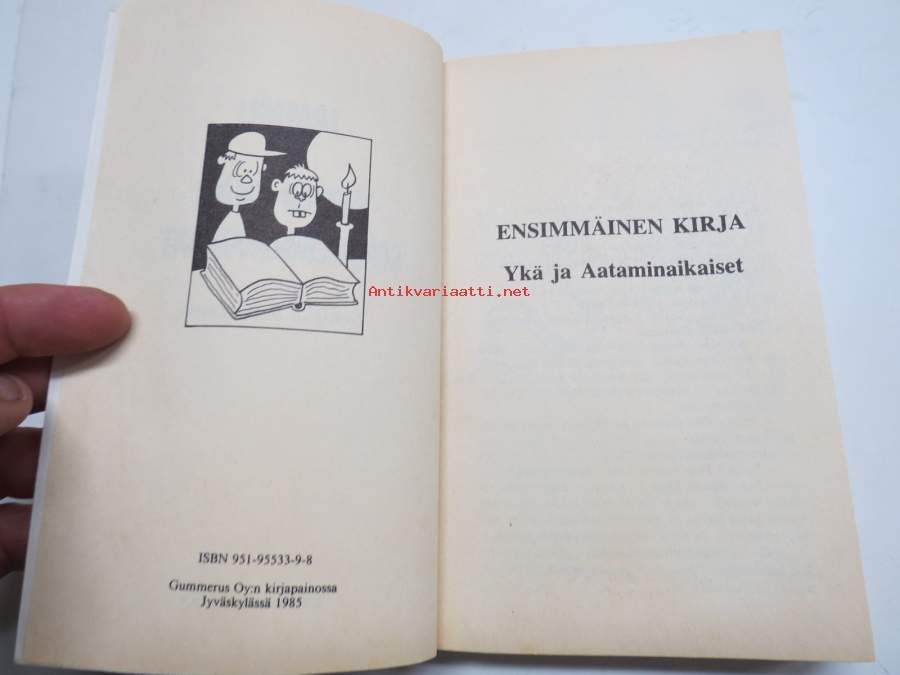 ISBN 951-95533-9-8
Gummerus Oy:n kirjapainossa
Jyväskylässä 1985
ENSIMMÄINEN KIRJA
Ykä ja Aataminaikaiset
Antikvariaatti.net